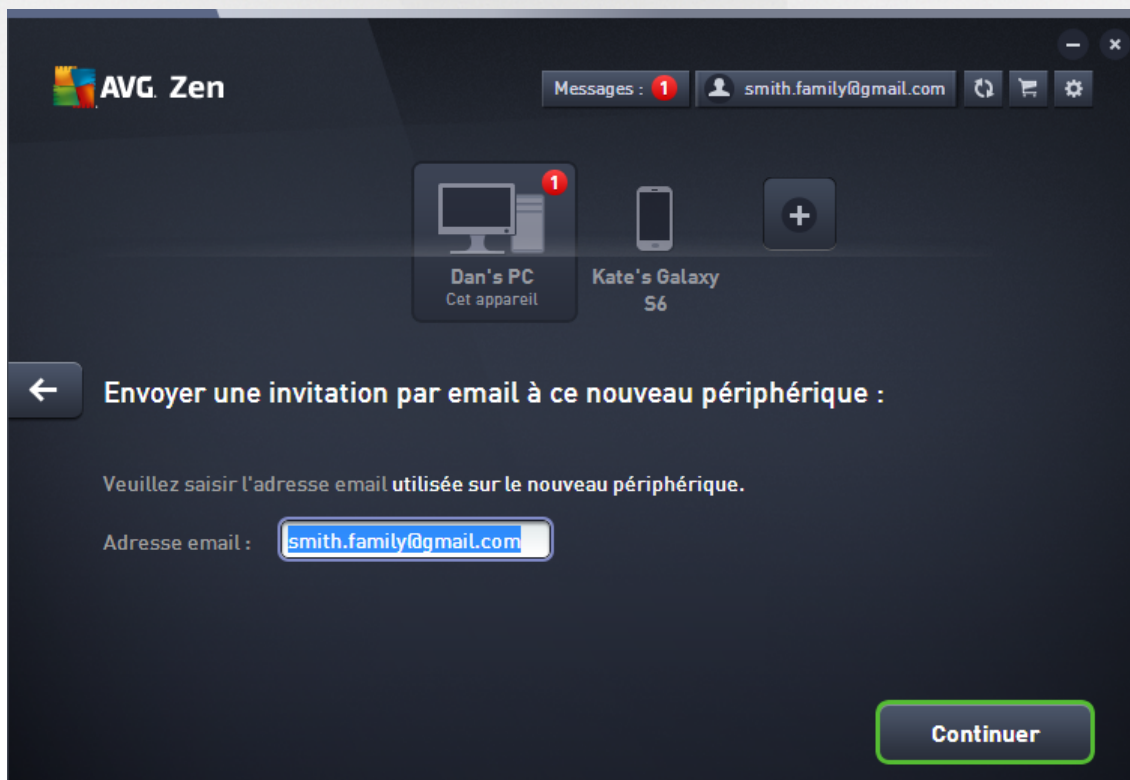 AVG. Zen
Messages : 1
smith.family@gmail.com
1
Dan's PC
Cet appareil
Kate's Galaxy
S6
Envoyer une invitation par email à ce nouveau périphérique :
Veuillez saisir l'adresse email utilisée sur le nouveau périphérique.
Adresse email : smith.family@gmail.com
Continuer